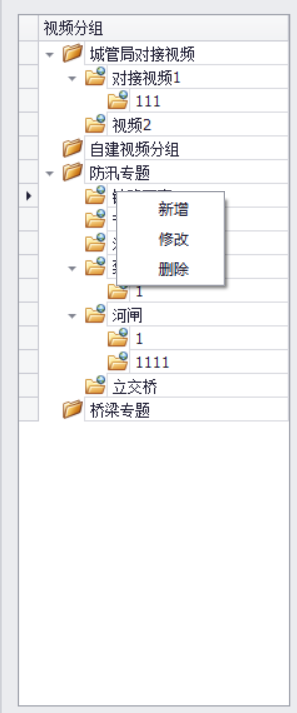 视频分组
城管局对接视频
对接视频1
111
视频2
自建视频分组
防汛专题
新增
修改
删除
1
河闸
1
1111
立交桥
桥梁专题